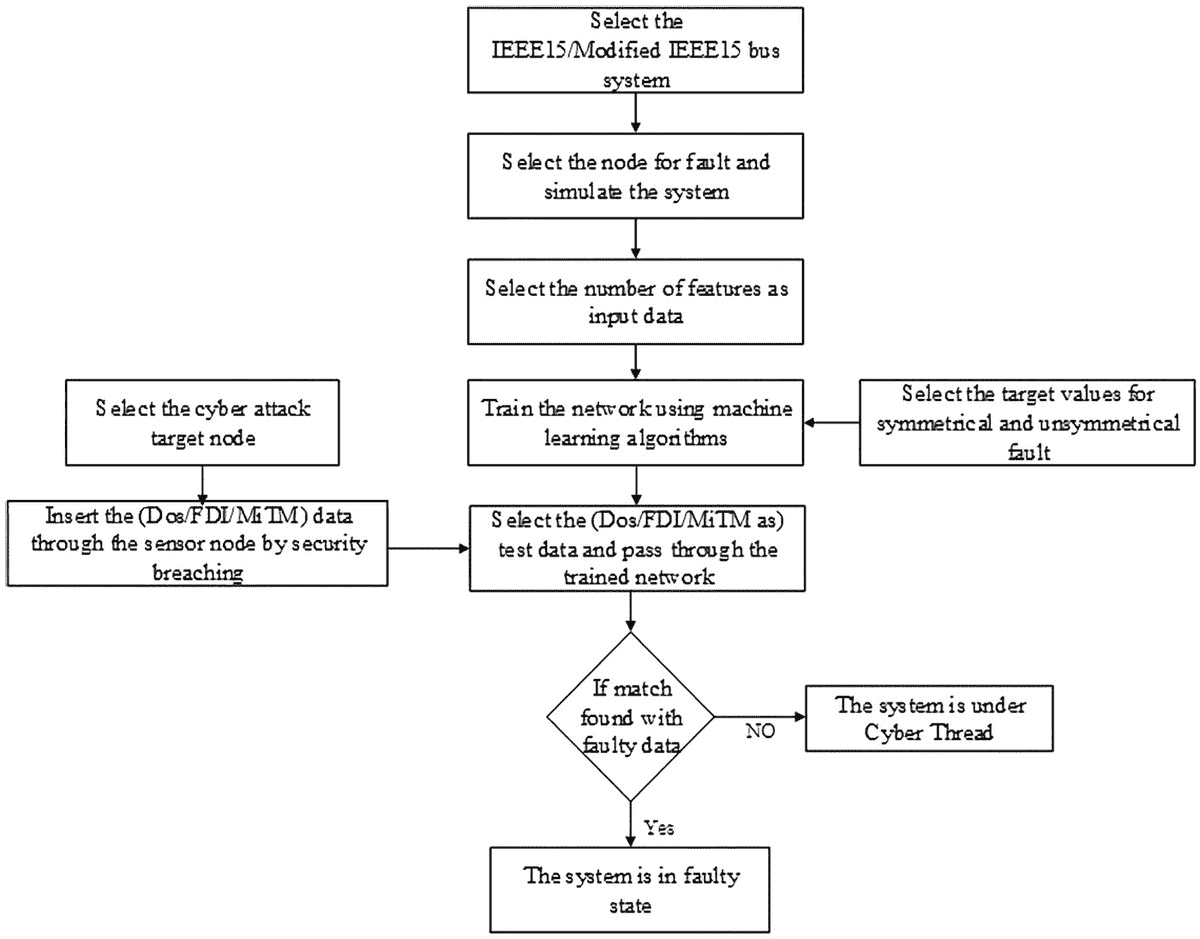 Select the
IEEE15/Modified IEEE15 bus
system
Select the node for fault and
simulate the system
Select the number of features as
input data
Select the cyber attack
target node
Train the network using machine
learning algorithms
Select the target values for
symmetrical and unsymmetrical
fault
Insert the (Dos/FDI/MiTM) data
through the sensor node by security
breaching
Select the (Dos/FDI/MiTM as)
test data and pass through the
trained network
If match
found with
faulty data
NO
The system is under
Cyber Thread
Yes
The system is in faulty
state